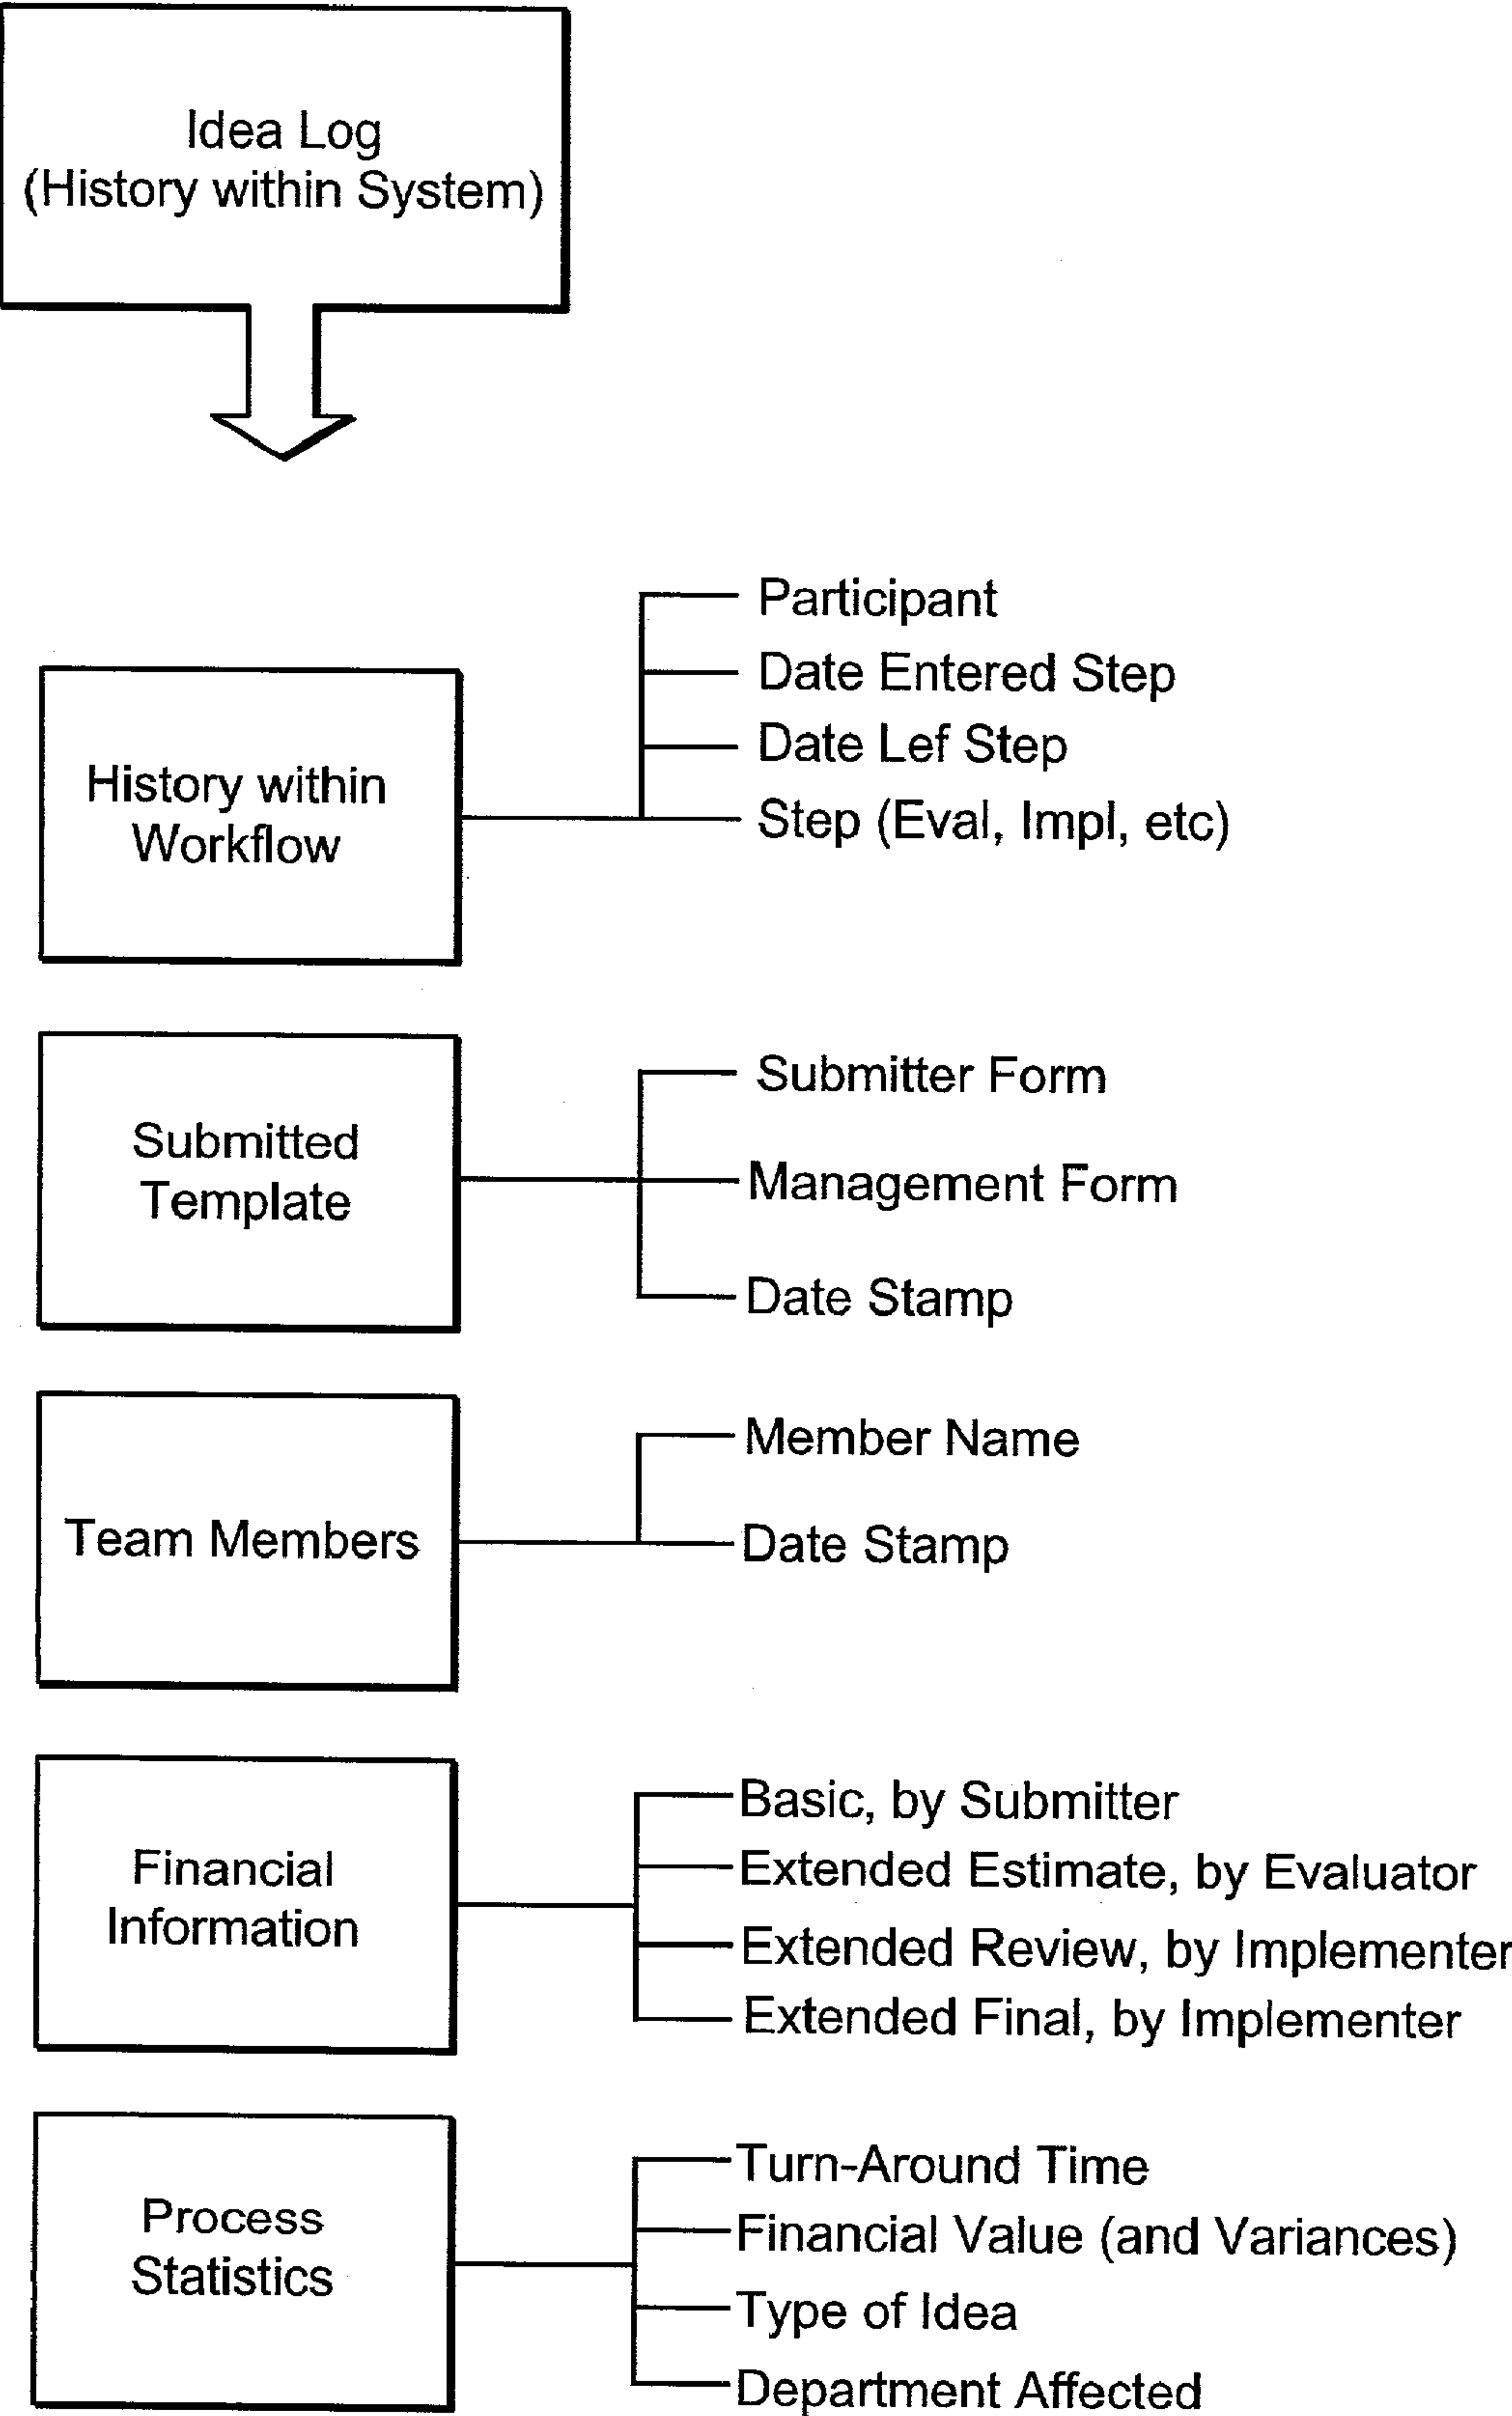 Idea Log
(History within System)
Participant
Date Entered Step
Date Lef Step
Step (Eval, Impl, etc)
History within
Workflow
Submitter Form
Management Form
Date Stamp
Submitted
Template
Member Name
Date Stamp
Team Members
Basic, by Submitter
Extended Estimate, by Evaluator
Extended Review, by Implementer
Extended Final, by Implementer
Financial
Information
Turn-Around Time
Financial Value (and Variances)
Type of Idea
Department Affected
Process
Statistics